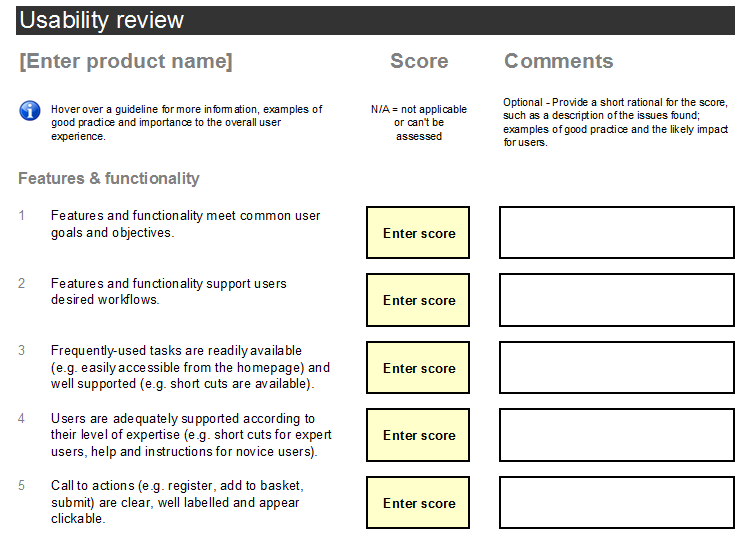 Usability review
[Enter product name]
Score
Comments
Hover over a guideline for more information, examples of
good practice and importance to the overall user
experience.
N/A = not applicable
or can't be
assessed
Optional - Provide a short rational for the score,
such as a description of the issues found;
examples of good practice and the likely impact
for users.
Features & functionality
1
Features and functionality meet common user
goals and objectives.
Enter score
2
Features and functionality support users
desired workflows.
Enter score
3
Frequently-used tasks are readily available
(e.g. easily accessible from the homepage) and
well supported (e.g. short cuts are available).
Enter score
4
Users are adequately supported according to
their level of expertise (e.g. short cuts for expert
users, help and instructions for novice users).
Enter score
5
Call to actions (e.g. register, add to basket,
submit) are clear, well labelled and appear
clickable.
Enter score